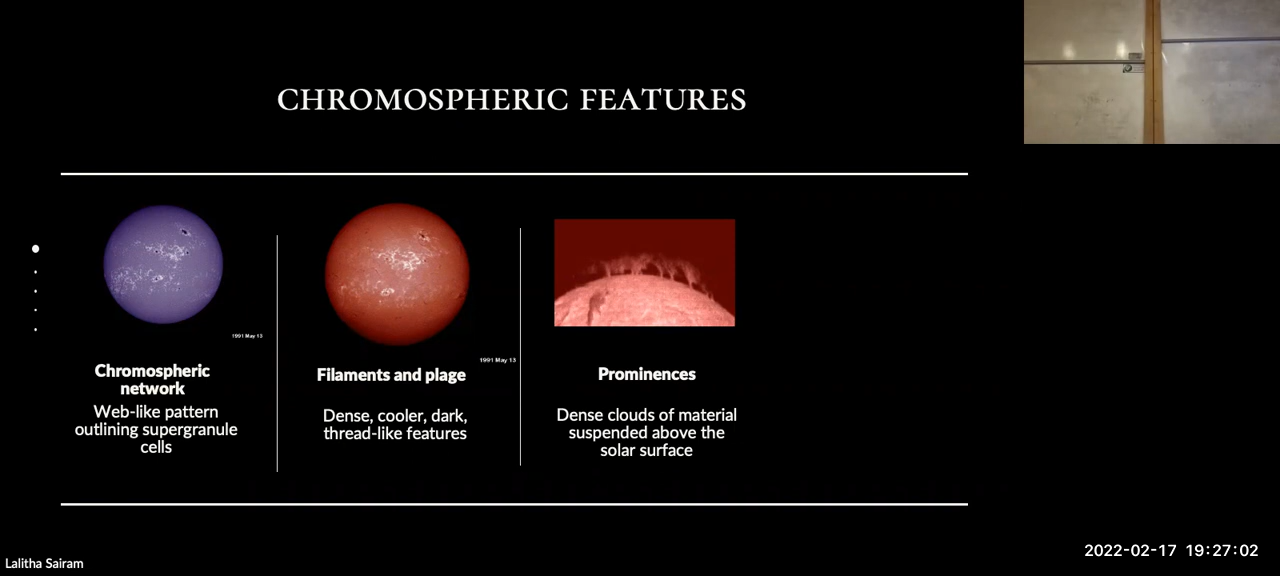 CHROMOSPHERIC FEATURES
1991 May 13
Chromospheric
network
Web-like pattern
outlining supergranule
cells
1991 May 13
Filaments and plage
Dense, cooler, dark,
thread-like features
Prominences
Dense clouds of material
suspended above the
solar surface
Lalitha Sairam
2022-02-17 19:27:02